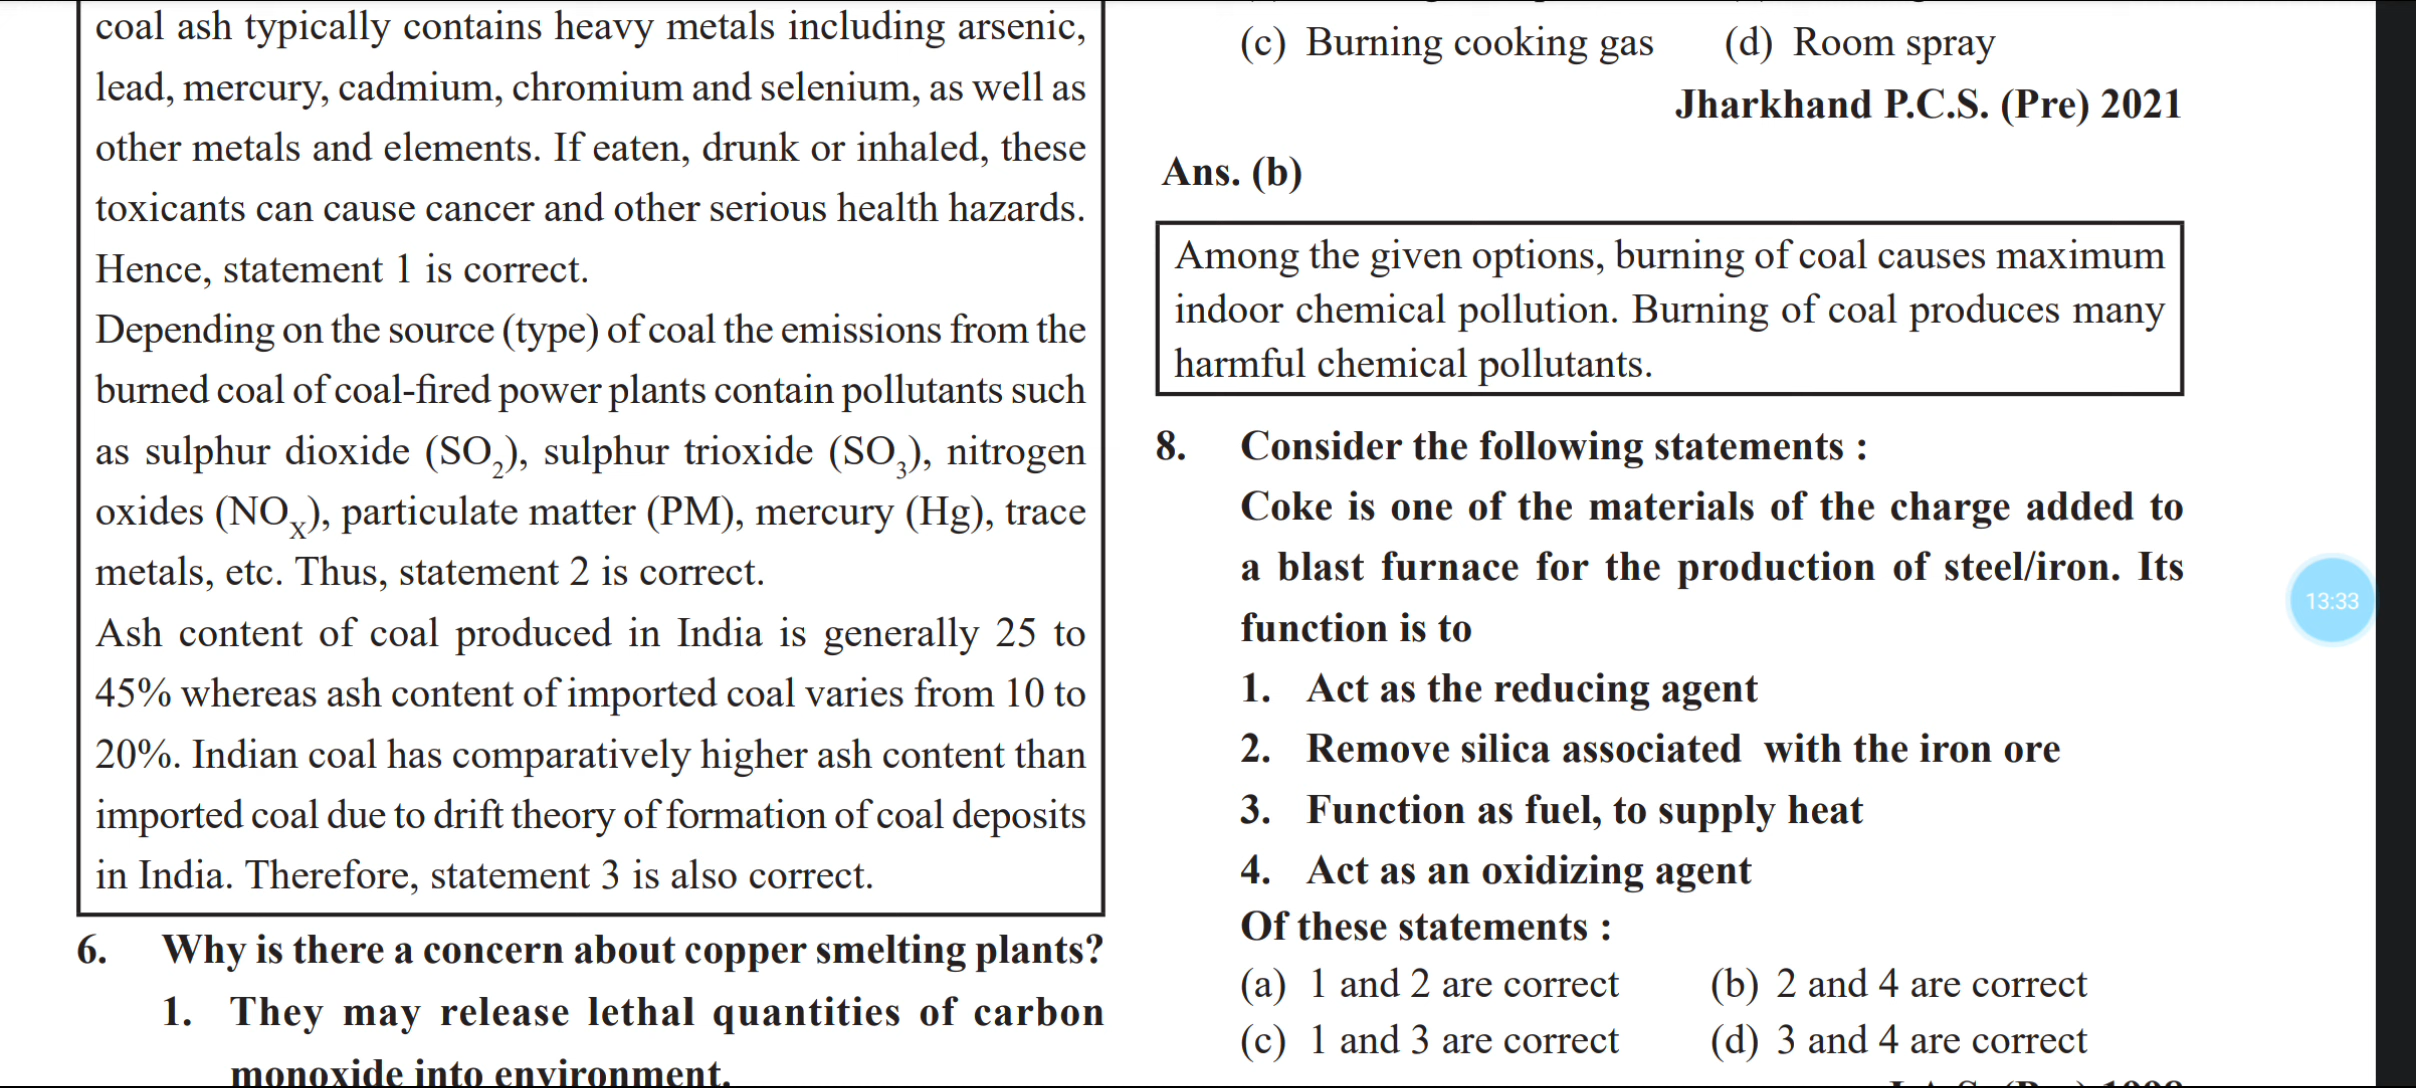 coal ash typically contains heavy metals including arsenic,
lead, mercury, cadmium, chromium and selenium, as well as
other metals and elements. If eaten, drunk or inhaled, these
toxicants can cause cancer and other serious health hazards.
Hence, statement 1 is correct.
Depending on the source (type) of coal the emissions from the
burned coal of coal-fired power plants contain pollutants such
as sulphur dioxide (SO₂), sulphur trioxide (SO₃), nitrogen
oxides (NOₓ), particulate matter (PM), mercury (Hg), trace
metals, etc. Thus, statement 2 is correct.
Ash content of coal produced in India is generally 25 to
45% whereas ash content of imported coal varies from 10 to
20%. Indian coal has comparatively higher ash content than
imported coal due to drift theory of formation of coal deposits
in India. Therefore, statement 3 is also correct.
6. Why is there a concern about copper smelting plants?
1. They may release lethal quantities of carbon
monoxide into environment.
(c) Burning cooking gas (d) Room spray
Jharkhand P.C.S. (Pre) 2021
Ans. (b)
Among the given options, burning of coal causes maximum
indoor chemical pollution. Burning of coal produces many
harmful chemical pollutants.
8. Consider the following statements :
Coke is one of the materials of the charge added to
a blast furnace for the production of steel/iron. Its
function is to
1. Act as the reducing agent
2. Remove silica associated with the iron ore
3. Function as fuel, to supply heat
4. Act as an oxidizing agent
Of these statements :
(a) 1 and 2 are correct (b) 2 and 4 are correct
(c) 1 and 3 are correct (d) 3 and 4 are correct
13:33